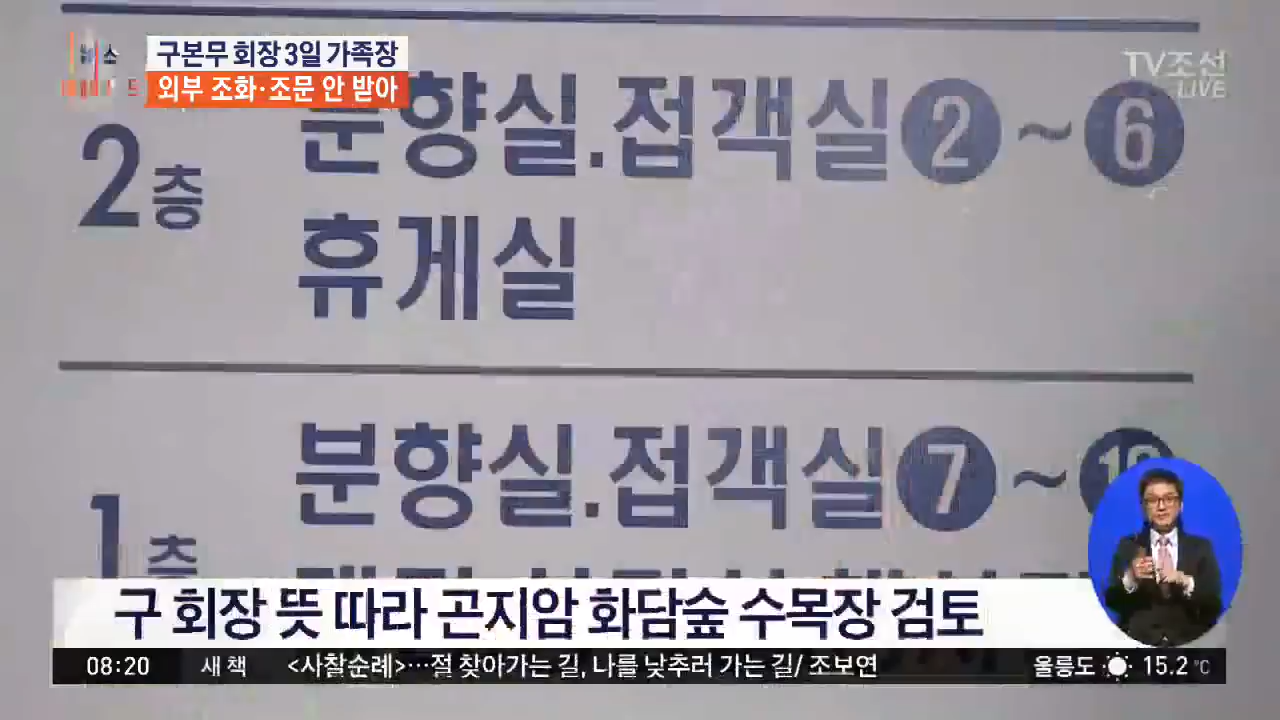 구본무 회장 3일 가족장
외부 조화·조문 안 받아
TV조선
LIVE
2층
분향실.접객실 2 ~ 6
휴게실
1층
분향실.접객실 7 ~
구 회장 뜻 따라 곤지암 화담숲 수목장 검토
08:20 새 책 <사찰순례>…절 찾아가는 길, 나를 낮추러 가는 길/ 조보연 울릉도 15.2℃